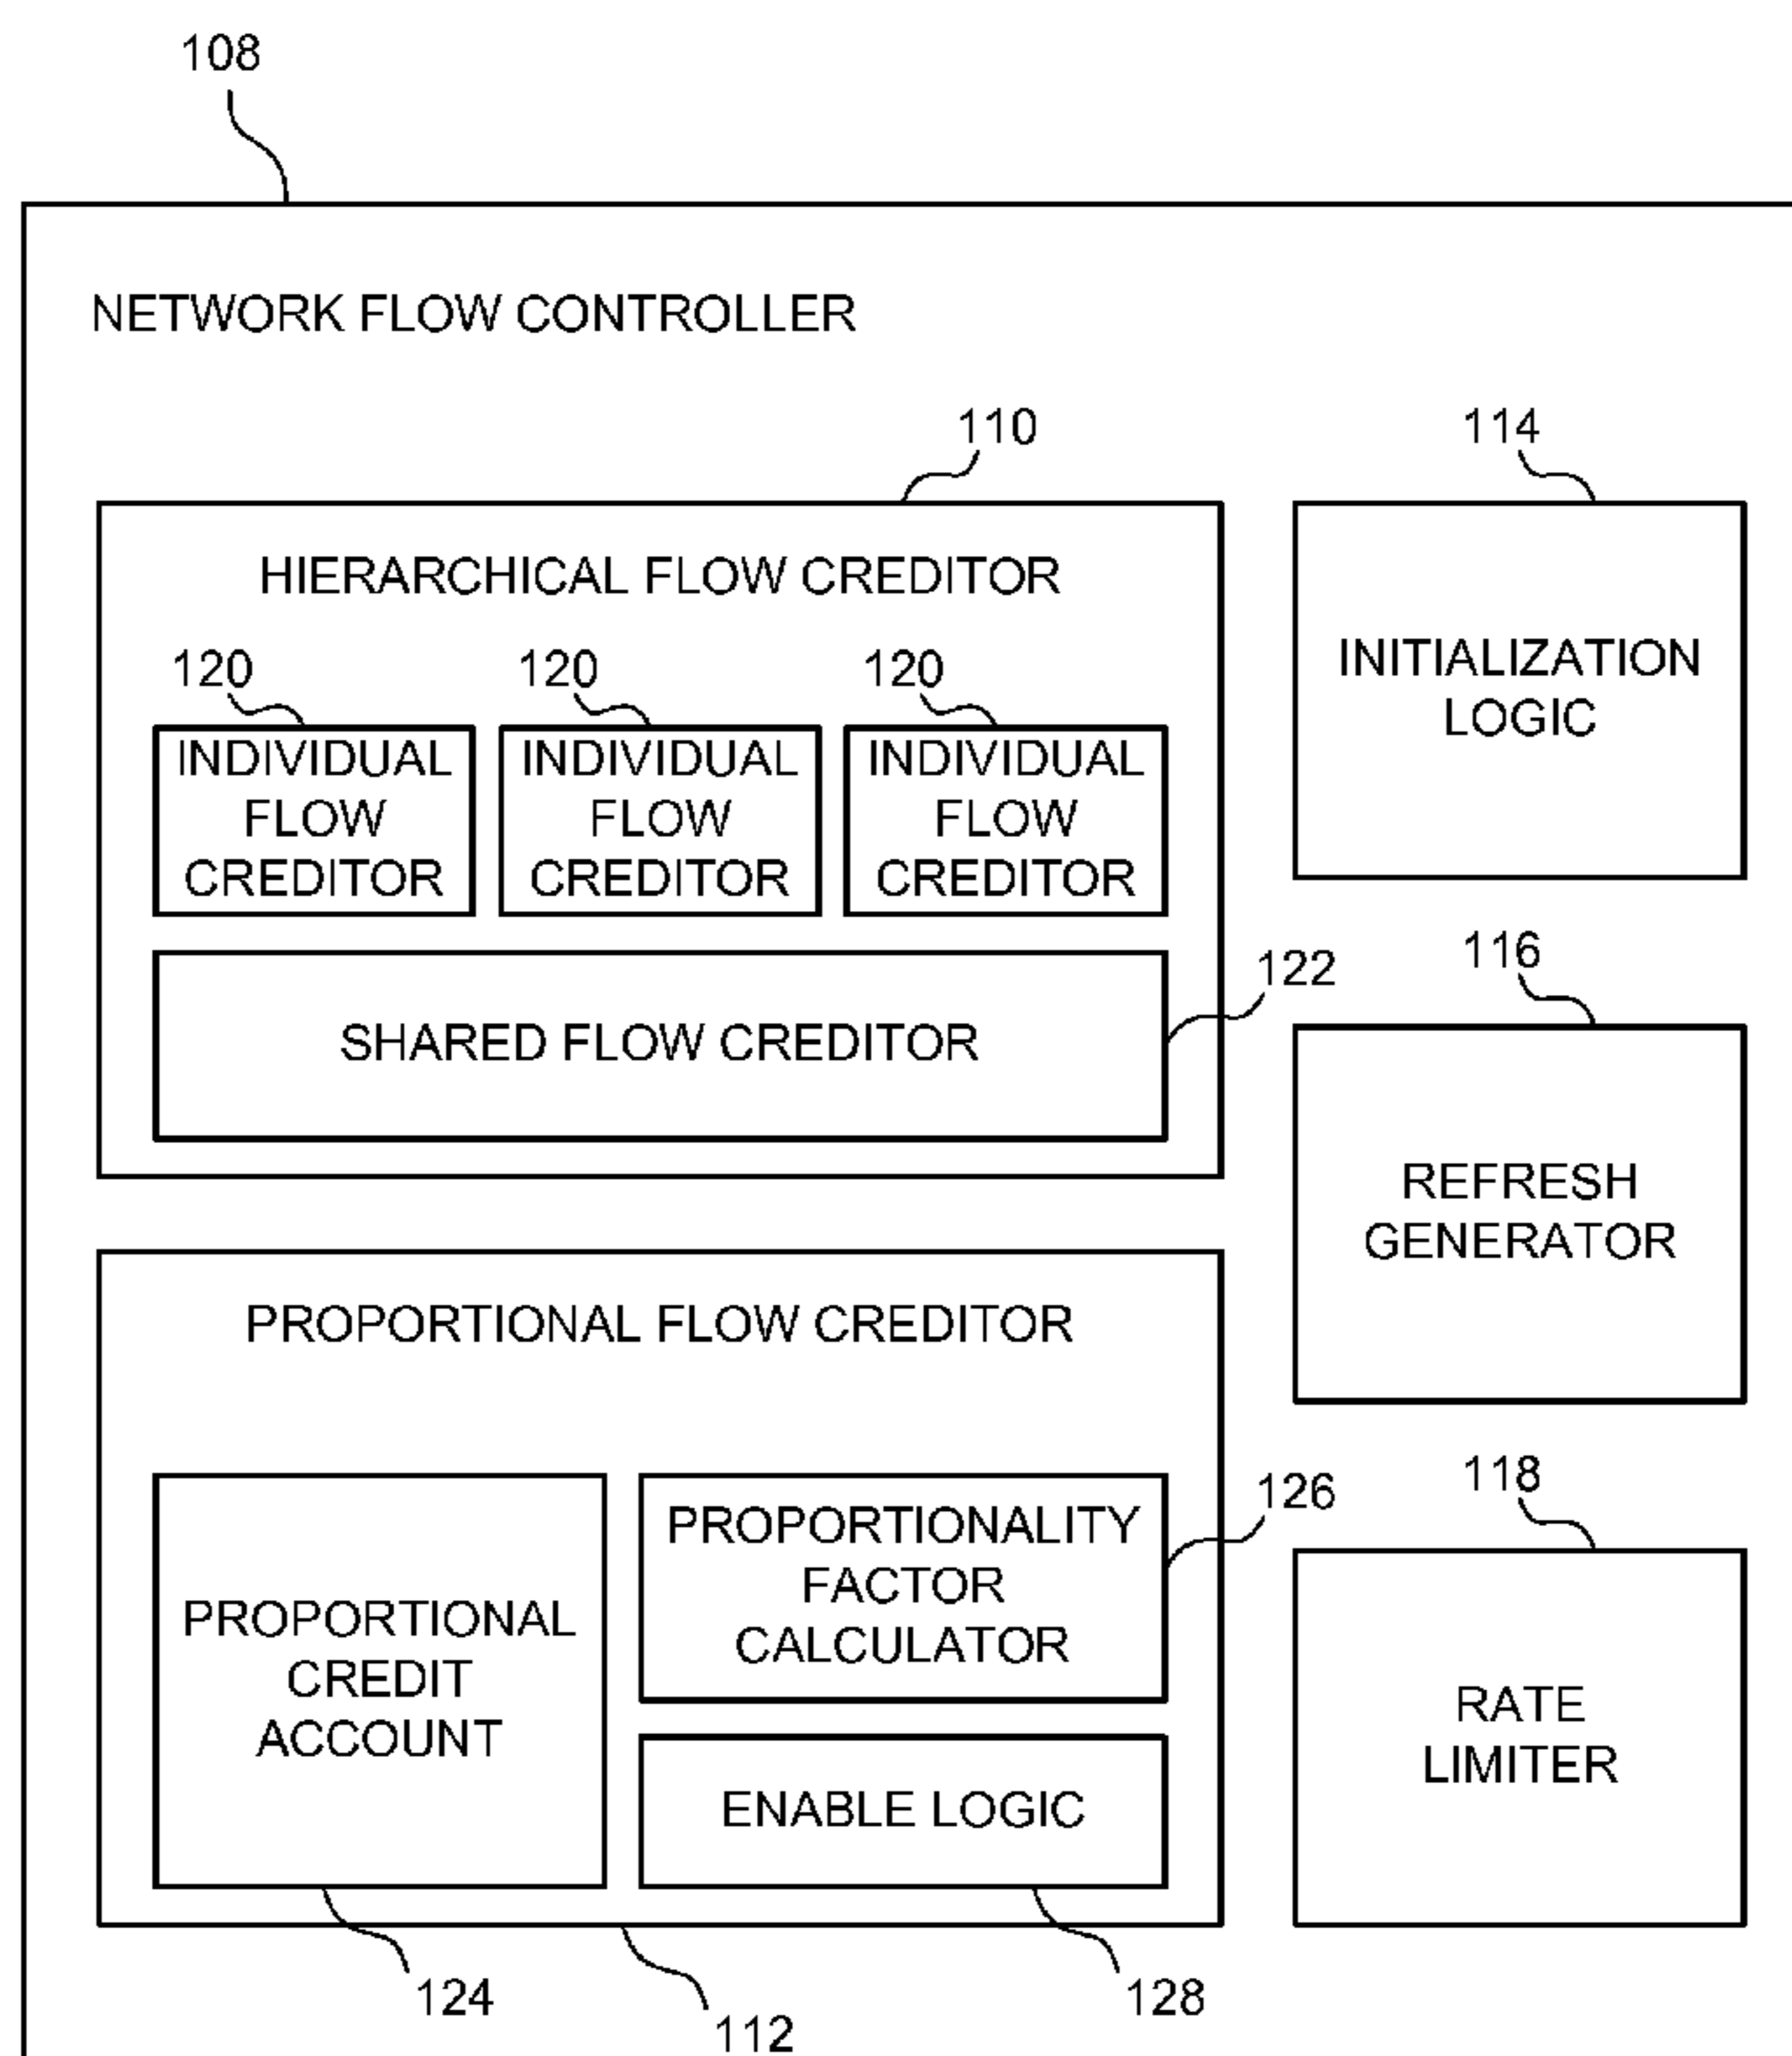 108
NETWORK FLOW CONTROLLER
110
114
HIERARCHICAL FLOW CREDITOR
120
120
120
INDIVIDUAL
FLOW
CREDITOR
INDIVIDUAL
FLOW
CREDITOR
INDIVIDUAL
FLOW
CREDITOR
INITIALIZATION
LOGIC
122
SHARED FLOW CREDITOR
116
REFRESH
GENERATOR
PROPORTIONAL FLOW CREDITOR
PROPORTIONAL
CREDIT
ACCOUNT
PROPORTIONALITY
FACTOR
CALCULATOR
126
ENABLE LOGIC
118
RATE
LIMITER
124
112
128